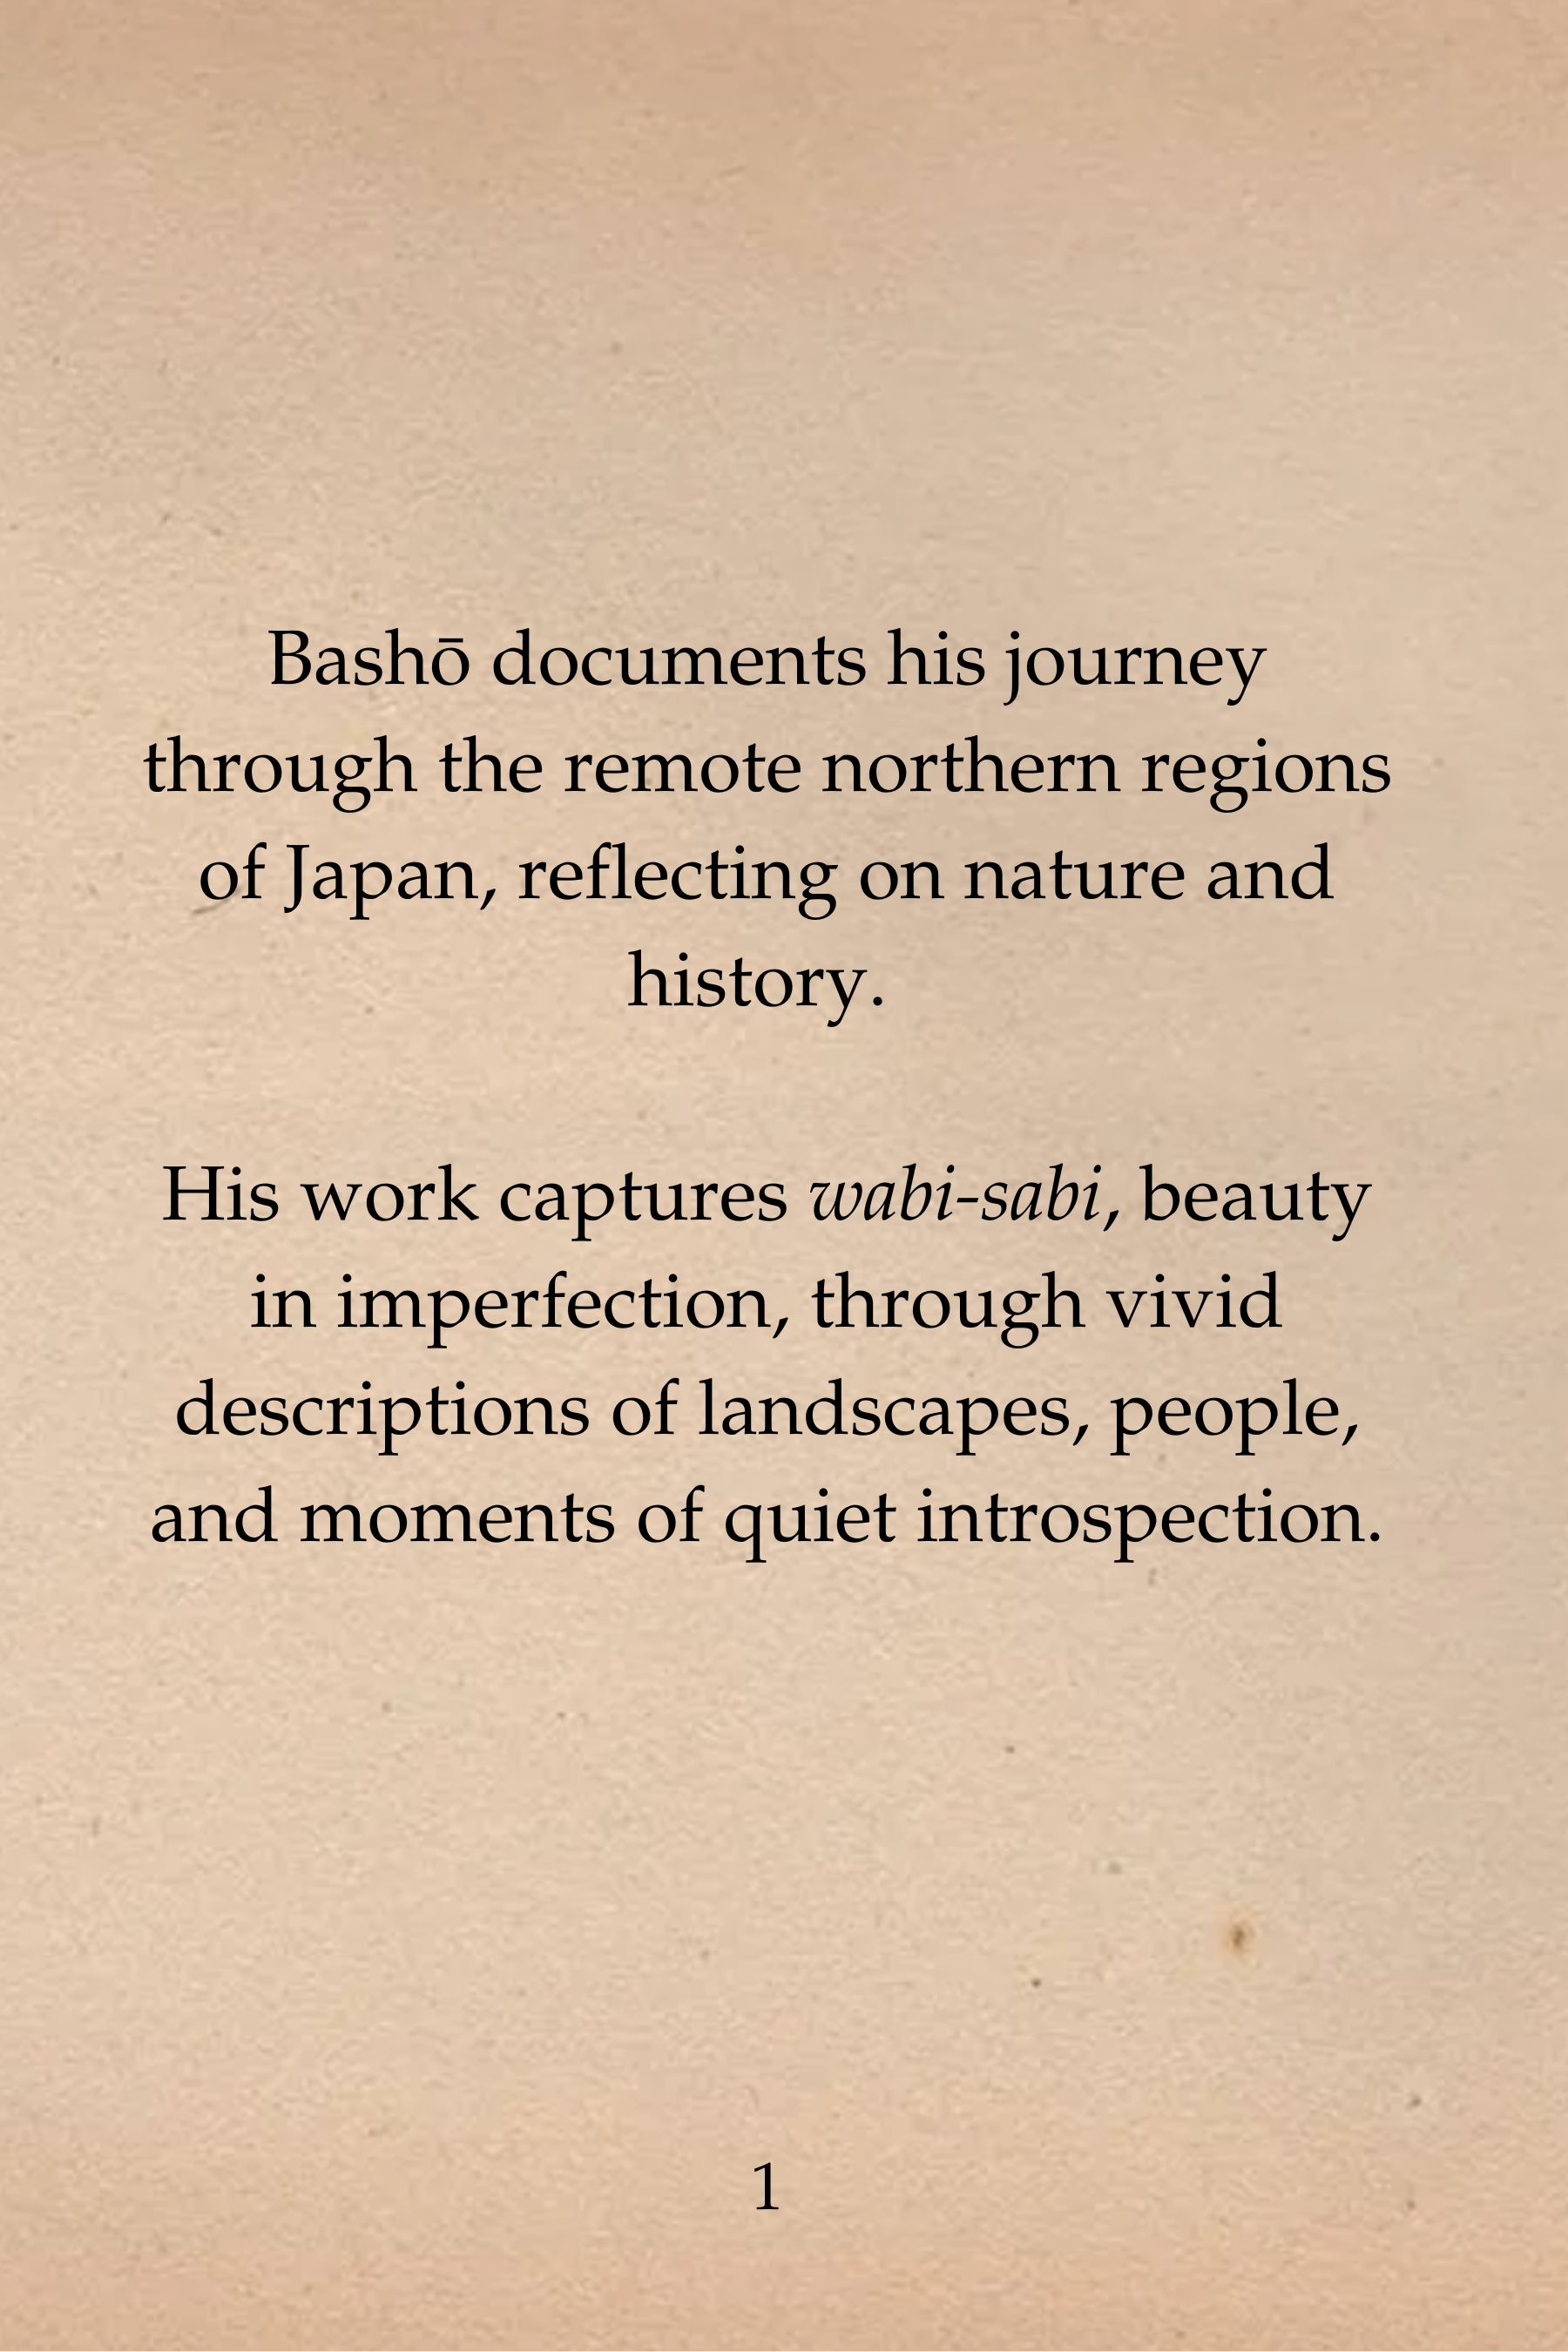 Bashō documents his journey
through the remote northern regions
of Japan, reflecting on nature and
history.
His work captures wabi-sabi, beauty
in imperfection, through vivid
descriptions of landscapes, people,
and moments of quiet introspection.
1